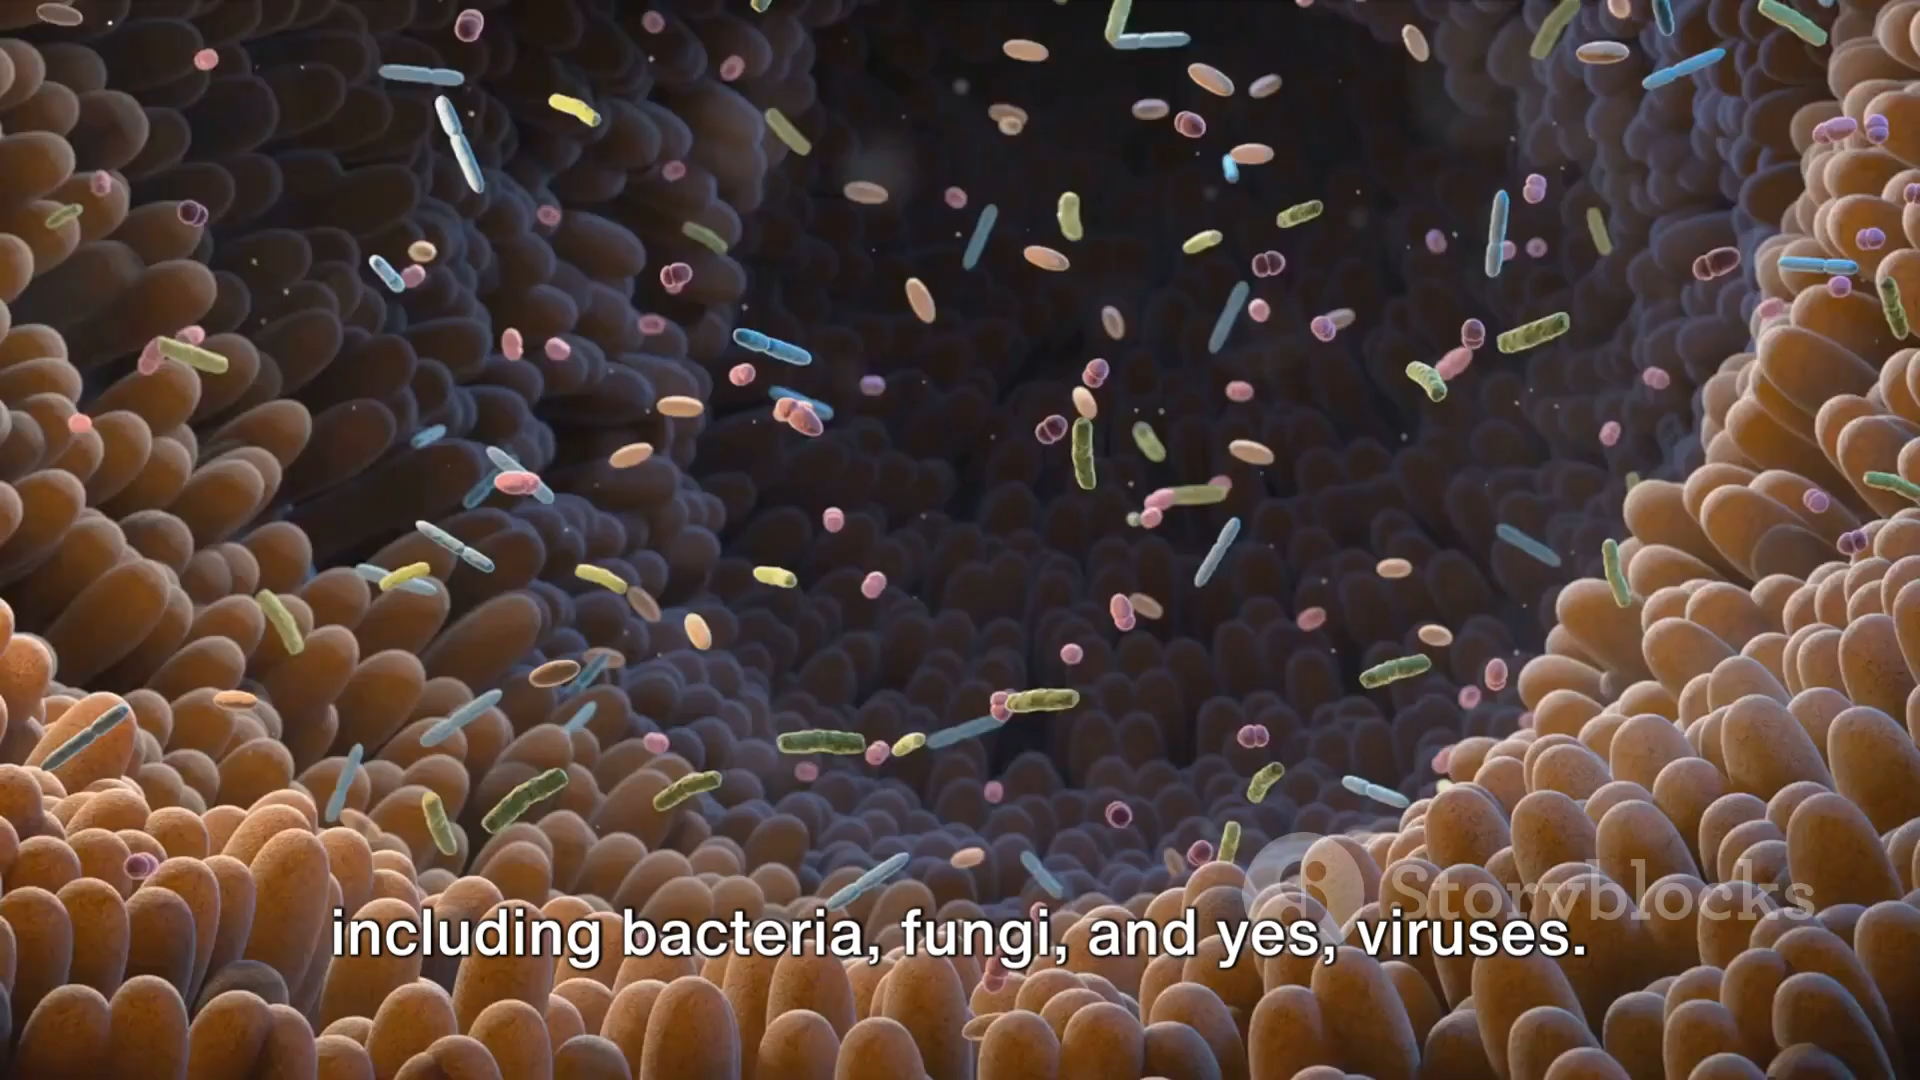 Storyblocks
including bacteria, fungi, and yes, viruses.